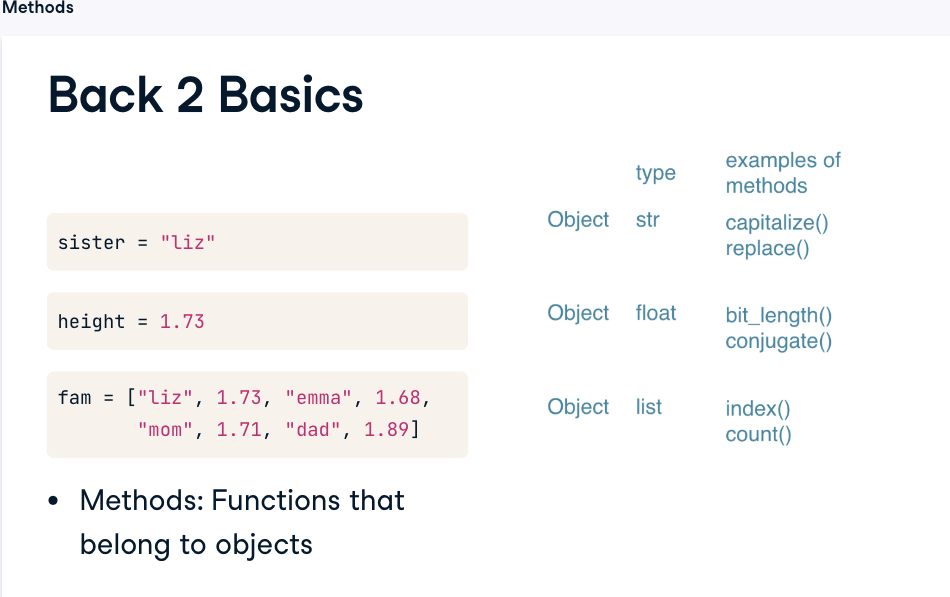 Methods
Back 2 Basics
type
examples of
methods
sister = "liz"
Object
str
capitalize()
replace()
height = 1.73
Object
float
bit_length()
conjugate()
fam = ["liz", 1.73, "emma", 1.68,
"mom", 1.71, "dad", 1.89]
Object
list
index()
count()
• Methods: Functions that
belong to objects